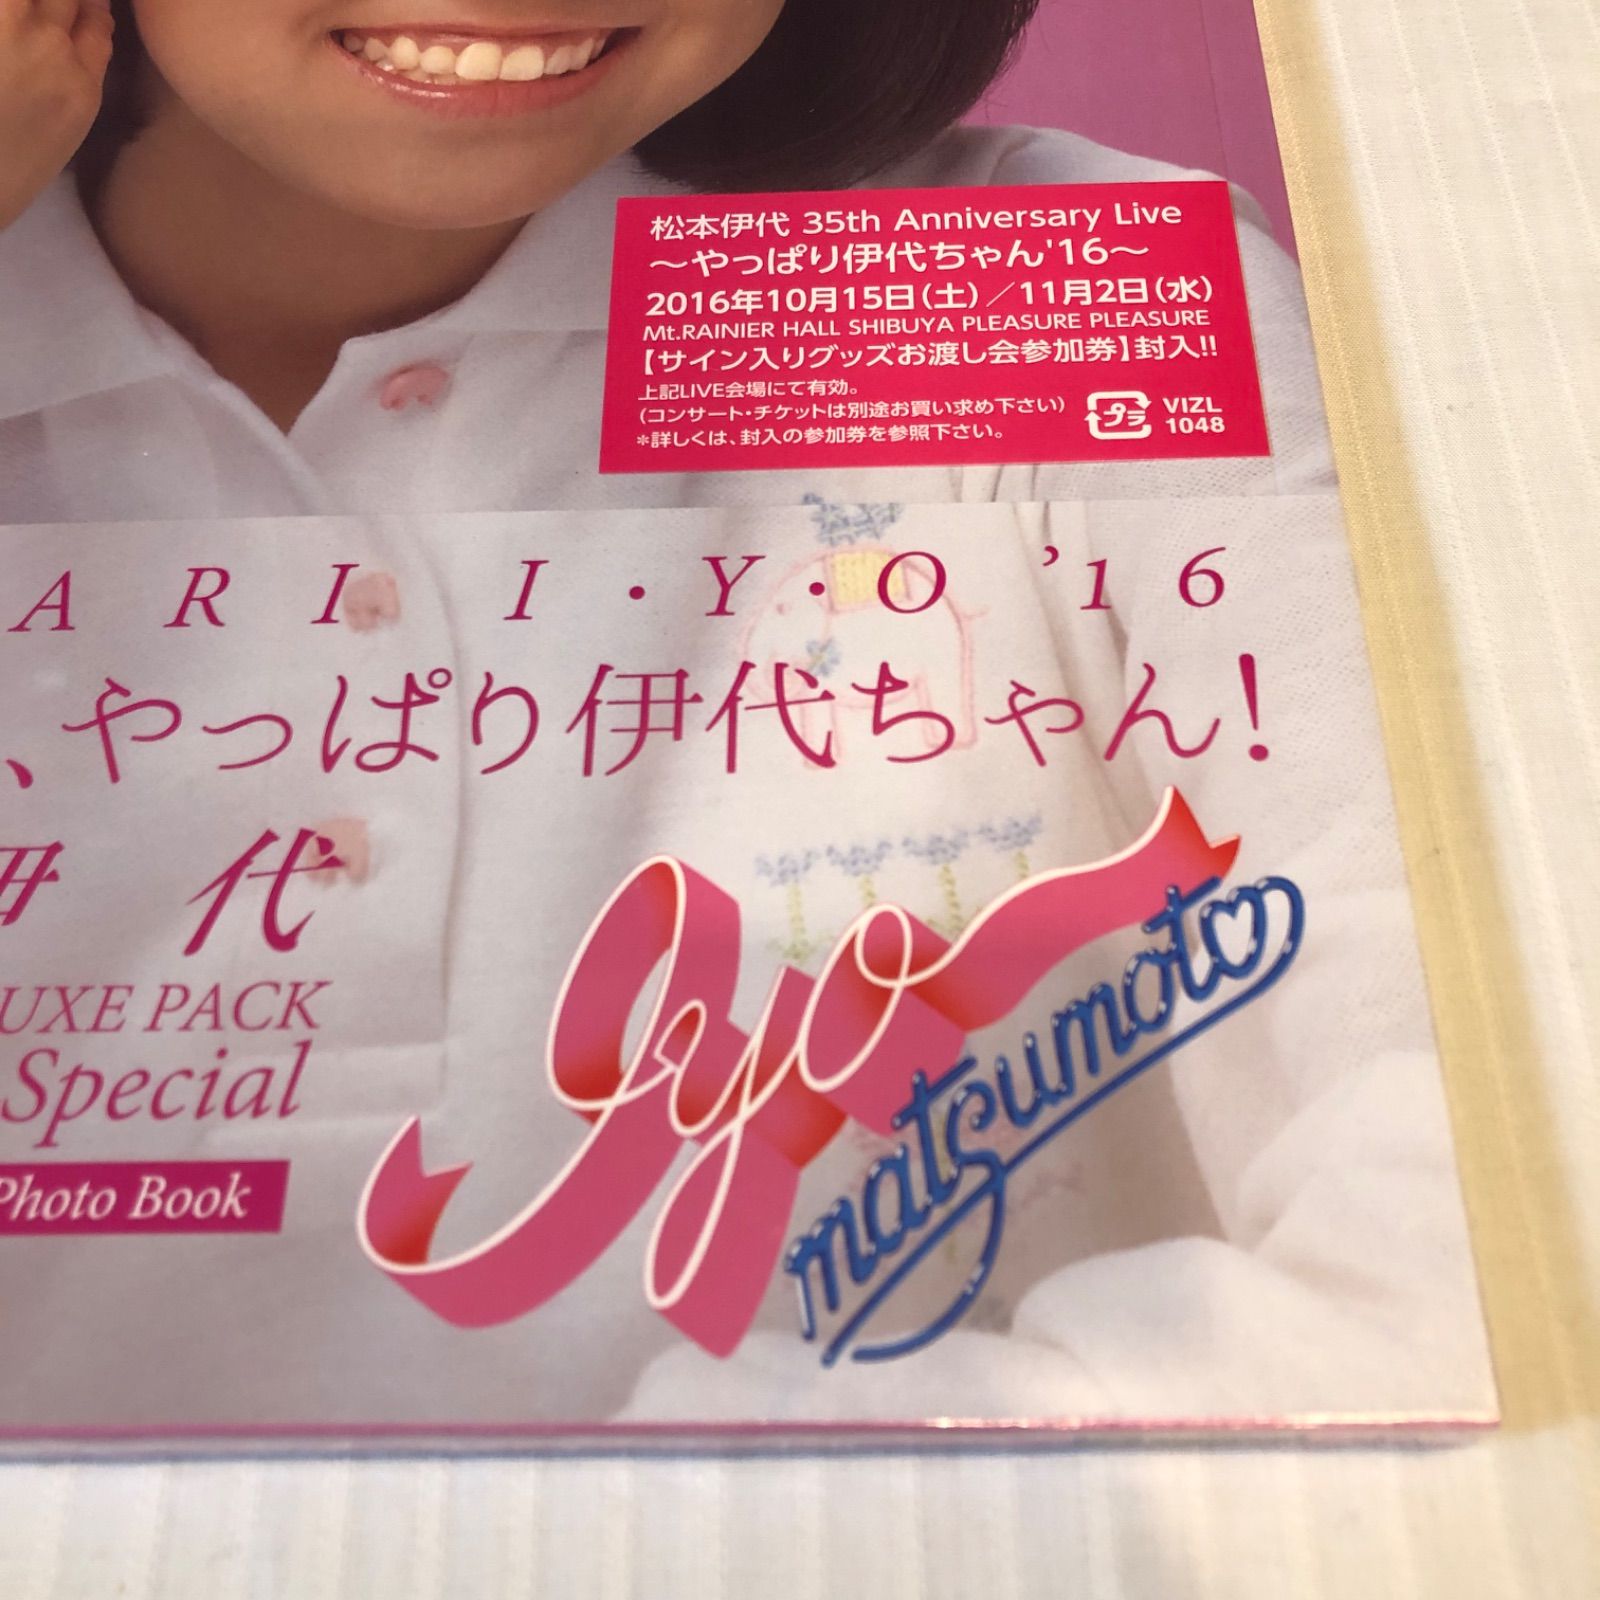 松本伊代 35th Anniversary Live
～やっぱり伊代ちゃん'16～
2016年10月15日(土)／11月2日(水)
Mt.RAINIER HALL SHIBUYA PLEASURE PLEASURE
【サイン入りグッズお渡し会参加券】封入!!
上記LIVE会場にて有効。
(コンサート・チケットは別途お買い求め下さい)
*詳しくは、封入の参加券を参照下さい。
プラ
VIZL
1048
ARI I・Y・O '16
、やっぱり伊代ちゃん!
伊代
UXE PACK
Special
Photo Book
Iyo
matsumoto